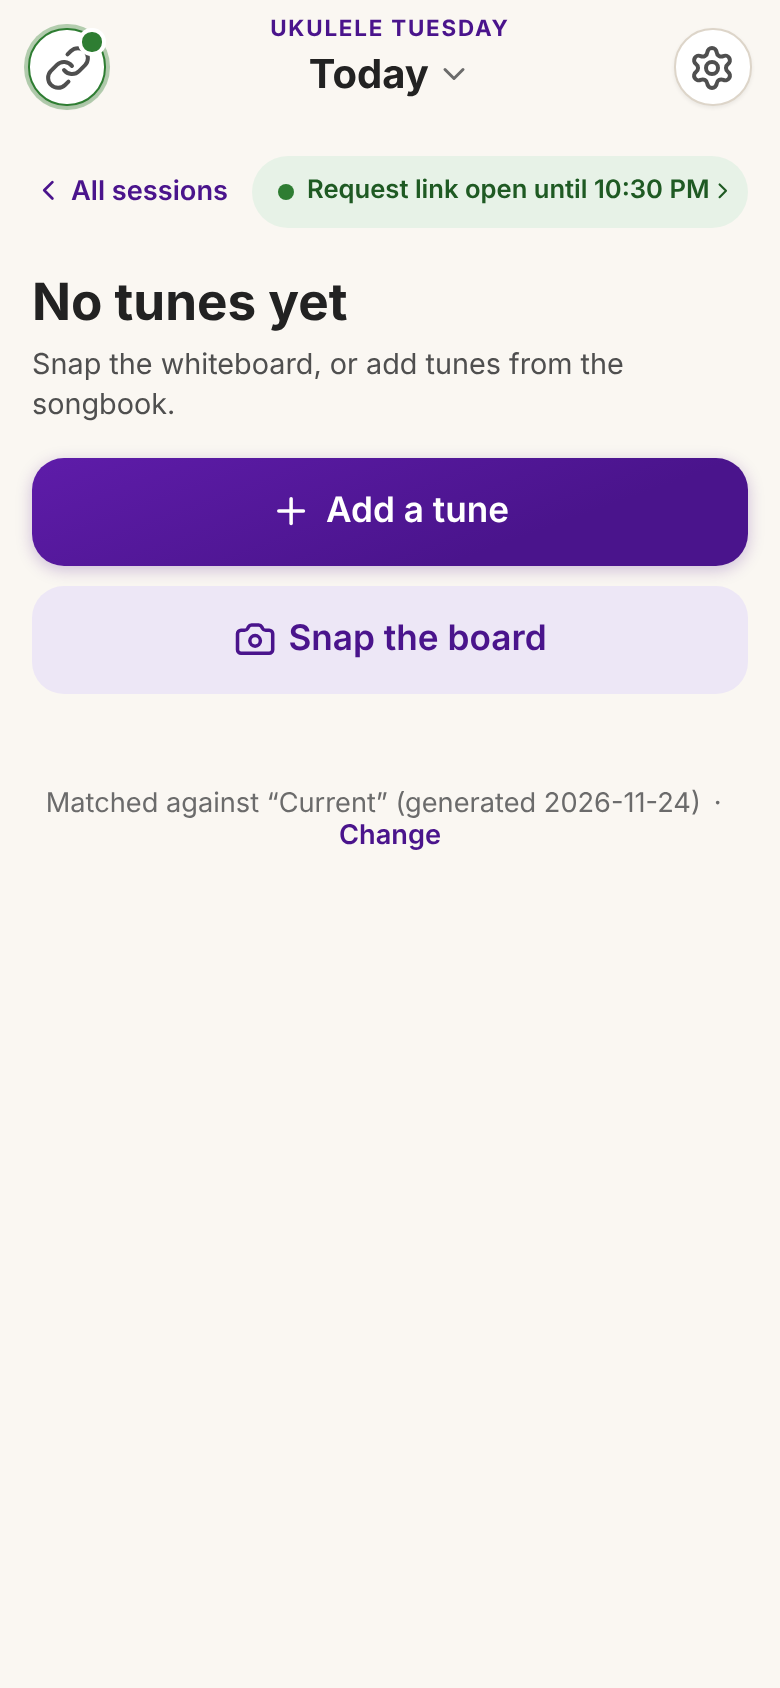 UKULELE TUESDAY
Today
All sessions
Request link open until 10:30 PM
No tunes yet
Snap the whiteboard, or add tunes from the
songbook.
Add a tune
Snap the board
Matched against “Current” (generated 2026-11-24) ·
Change